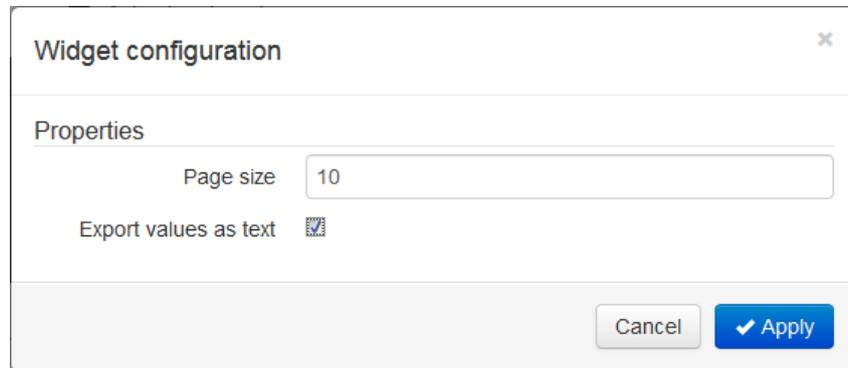 Widget configuration
Properties
Page size 10
Export values as text
Cancel Apply